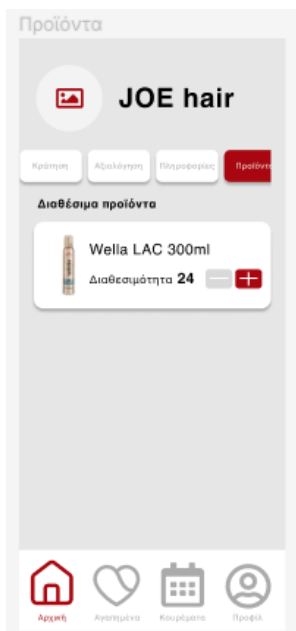 Προϊόντα
JOE hair
Κράτηση Αξιολόγηση Πληροφορίες Προϊόντ
Διαθέσιμα προϊόντα
Wella LAC 300ml
Διαθεσιμότητα 24
Αρχική Αγαπημένα Κουρέματα Προφίλ